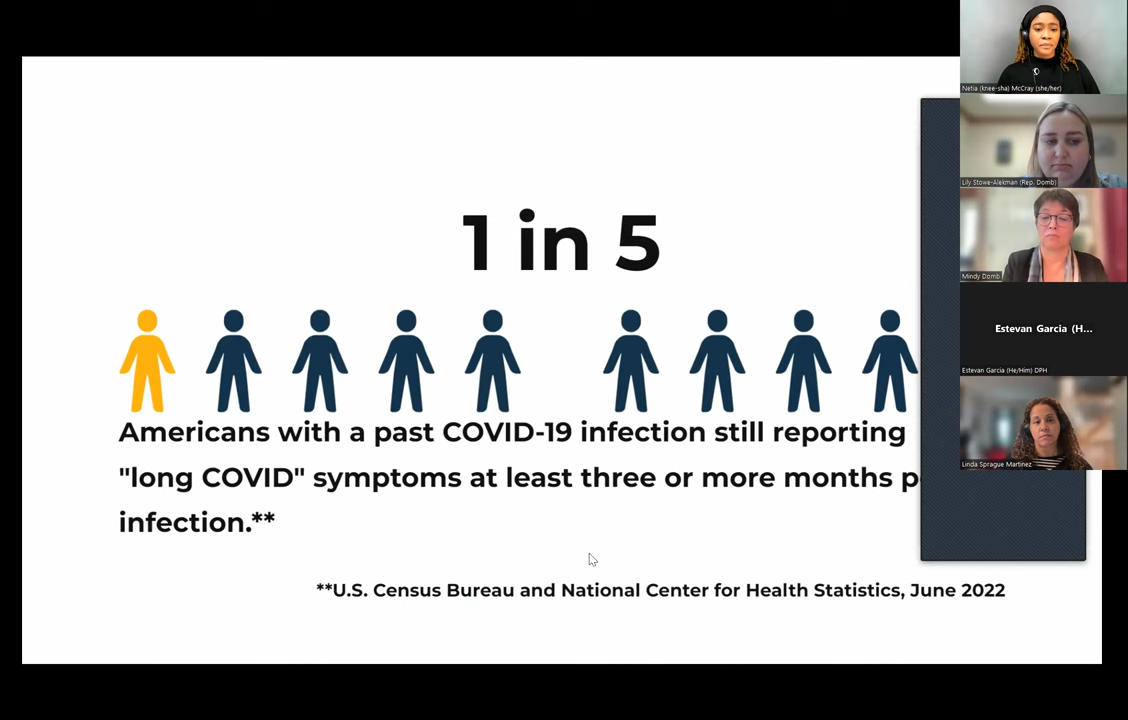 1 in 5
Americans with a past COVID-19 infection still reporting
"long COVID" symptoms at least three or more months
infection.**
**U.S. Census Bureau and National Center for Health Statistics, June 2022
Netia (knee-sha) McCray (she/her)
Lily Stowe-Alekman (Rep. Domb)
Mindy Domb
Estevan Garcia (H...
Estevan Garcia (He/Him) DPH
Linda Sprague Martinez